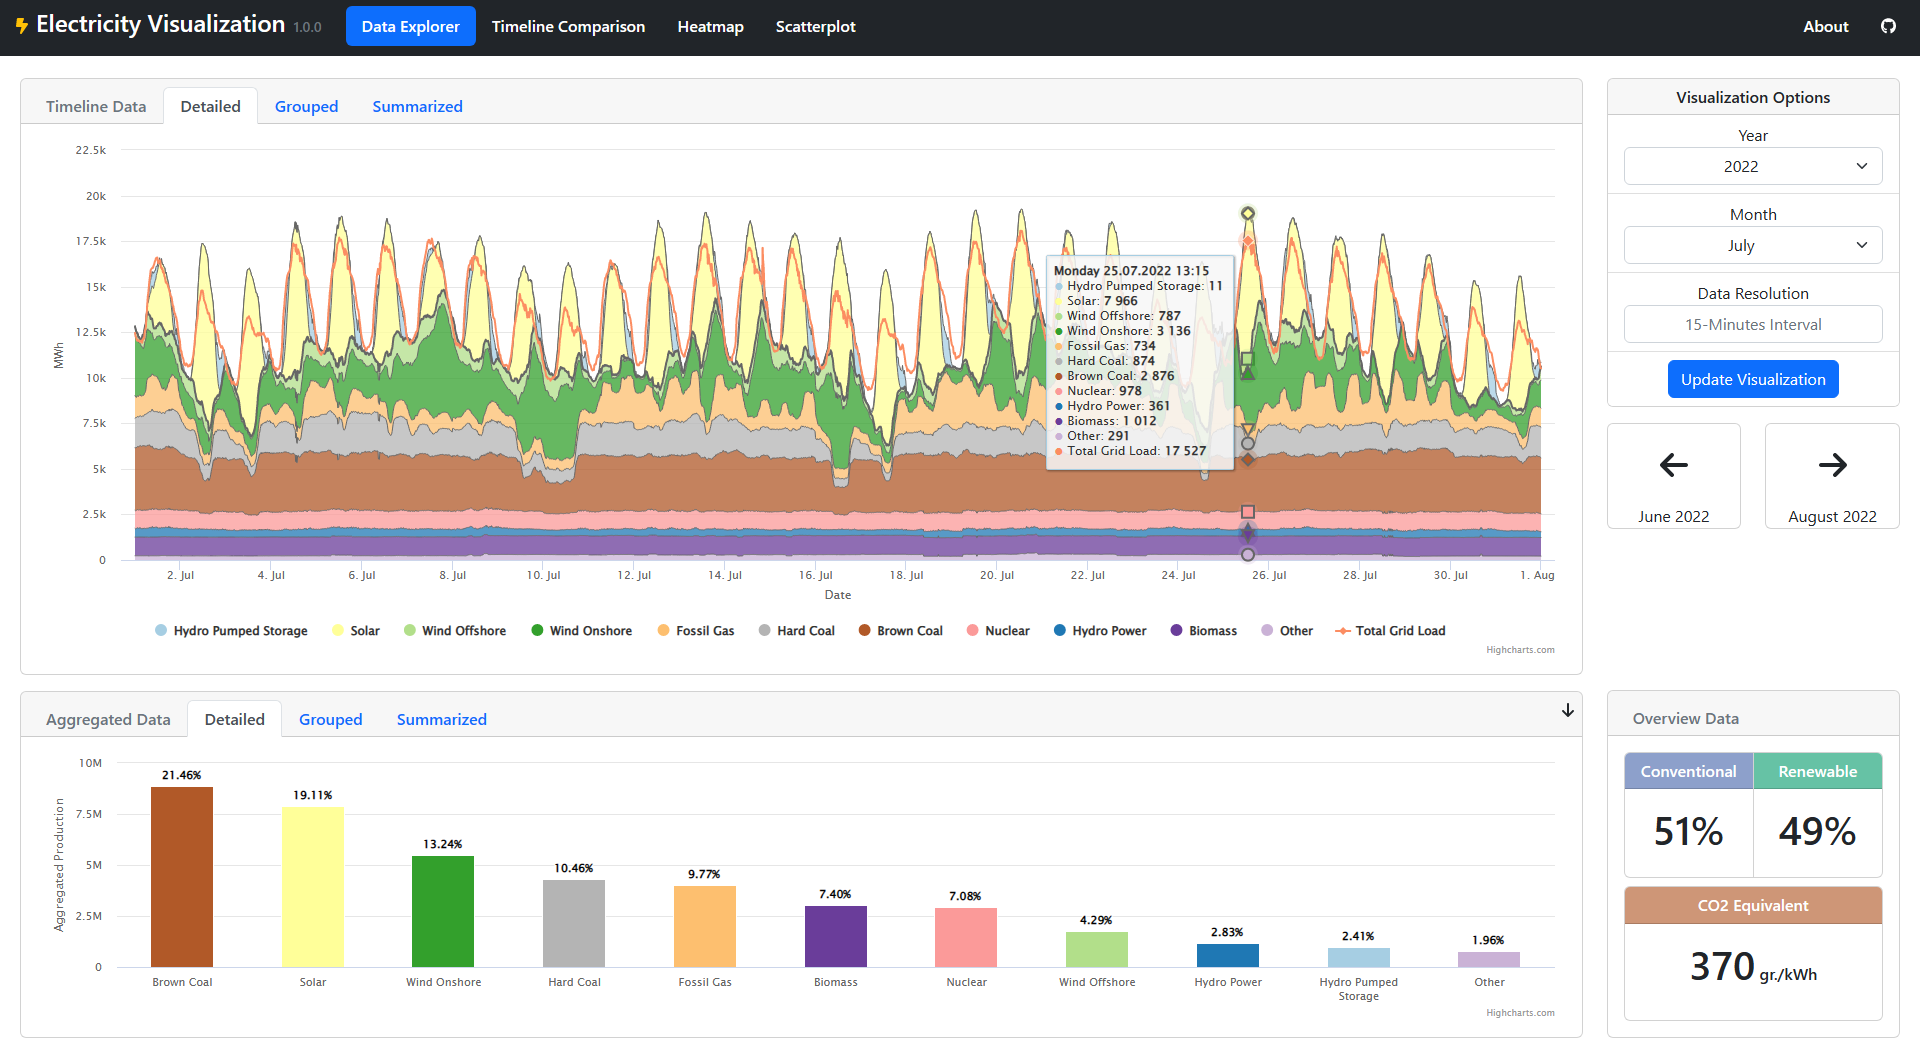 Electricity Visualization 1.0.0 Data Explorer Timeline Comparison Heatmap Scatterplot About
Timeline Data Detailed Grouped Summarized
22.5k
20k
17.5k
15k
12.5k
10k
7.5k
5k
2.5k
0
MWh
Monday 25.07.2022 13:15
Hydro Pumped Storage: 11
Solar: 7 966
Wind Offshore: 787
Wind Onshore: 3 136
Fossil Gas: 734
Hard Coal: 874
Brown Coal: 2 876
Nuclear: 978
Hydro Power: 361
Biomass: 1 012
Other: 291
Total Grid Load: 17 527
2. Jul 4. Jul 6. Jul 8. Jul 10. Jul 12. Jul 14. Jul 16. Jul 18. Jul 20. Jul 22. Jul 24. Jul 26. Jul 28. Jul 30. Jul 1. Aug
Date
Hydro Pumped Storage Solar Wind Offshore Wind Onshore Fossil Gas Hard Coal Brown Coal Nuclear Hydro Power Biomass Other Total Grid Load
Highcharts.com
Visualization Options
Year
2022
Month
July
Data Resolution
15-Minutes Interval
Update Visualization
June 2022
August 2022
Aggregated Data Detailed Grouped Summarized
10M
7.5M
5M
2.5M
0
Aggregated Production
21.46%
19.11%
13.24%
10.46%
9.77%
7.40%
7.08%
4.29%
2.83%
2.41%
1.96%
Brown Coal Solar Wind Onshore Hard Coal Fossil Gas Biomass Nuclear Wind Offshore Hydro Power Hydro Pumped Storage Other
Highcharts.com
Overview Data
Conventional Renewable
51% 49%
CO2 Equivalent
370 gr./kWh